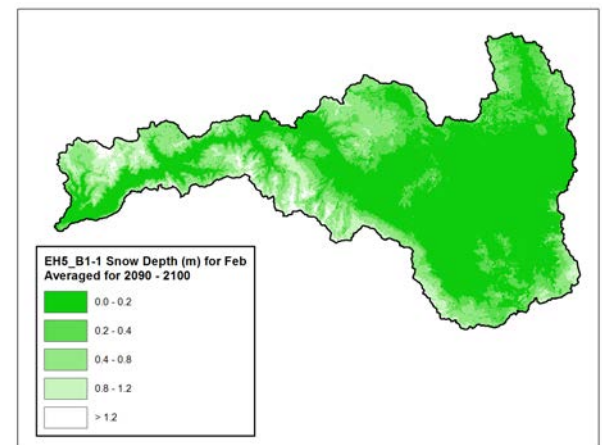 EH5_B1-1 Snow Depth (m) for Feb
Averaged for 2090 - 2100
0.0 - 0.2
0.2 - 0.4
0.4 - 0.8
0.8 - 1.2
> 1.2